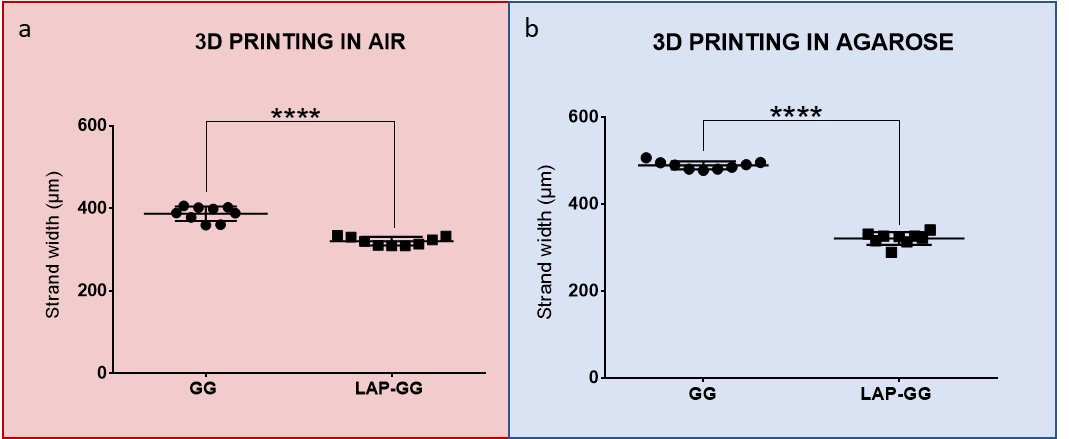 a
3D PRINTING IN AIR
****
Strand width (µm)
600
400
200
0
GG LAP-GG
b
3D PRINTING IN AGAROSE
****
Strand width (µm)
600
400
200
0
GG LAP-GG